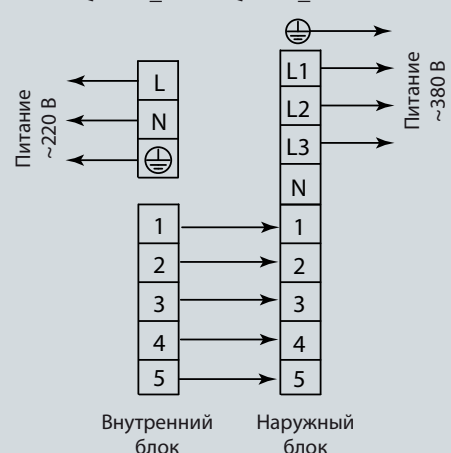 L
N
Питание
~220 В
L1
L2
L3
N
Питание
~380 В
1
2
3
4
5
1
2
3
4
5
Внутренний
блок
Наружный
блок